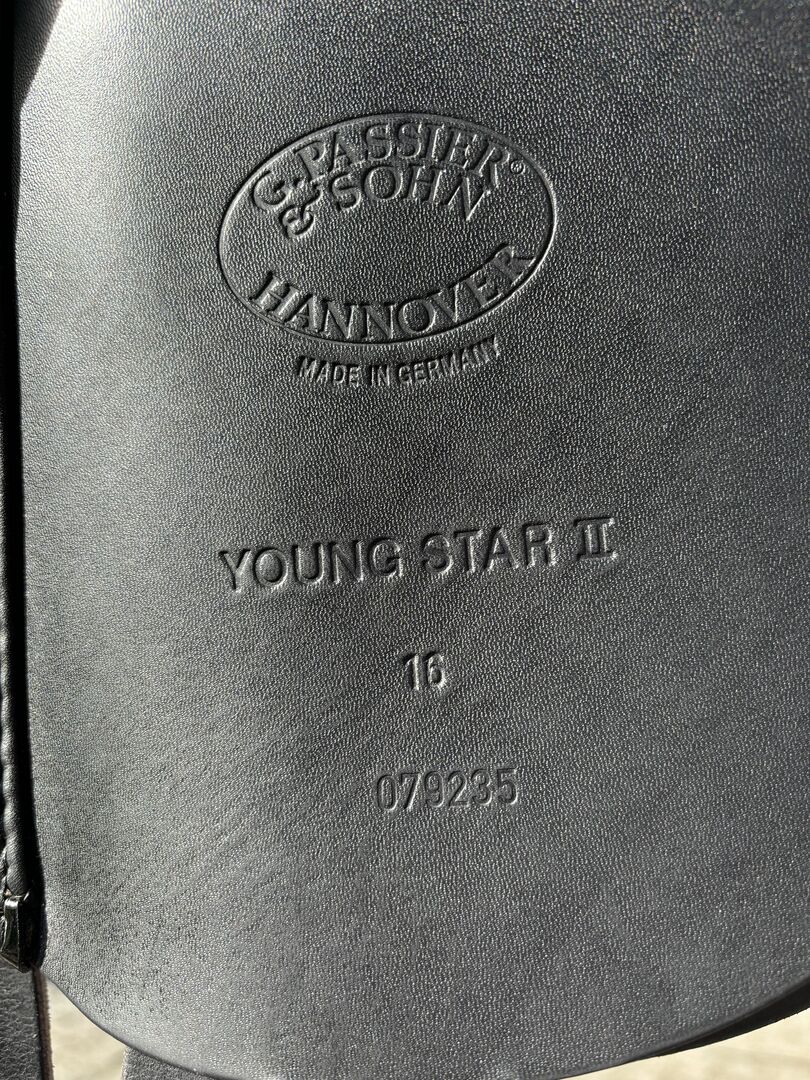 G. PASSIER®
& SOHN
HANNOVER
MADE IN GERMANY
YOUNG STAR II
16
079235